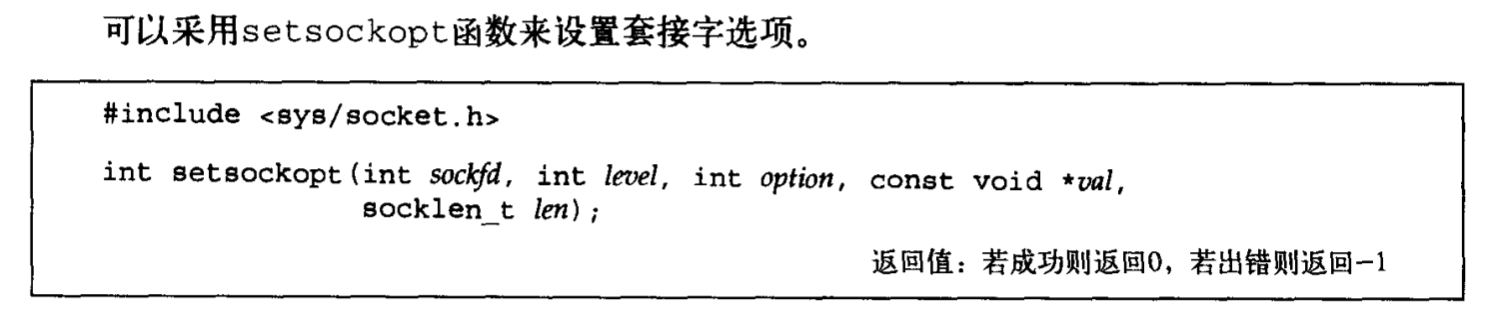 可以采用setsockopt函数来设置套接字选项。
#include <sys/socket.h>
int setsockopt(int sockfd, int level, int option, const void *val,
socklen_t len);
返回值：若成功则返回0，若出错则返回-1